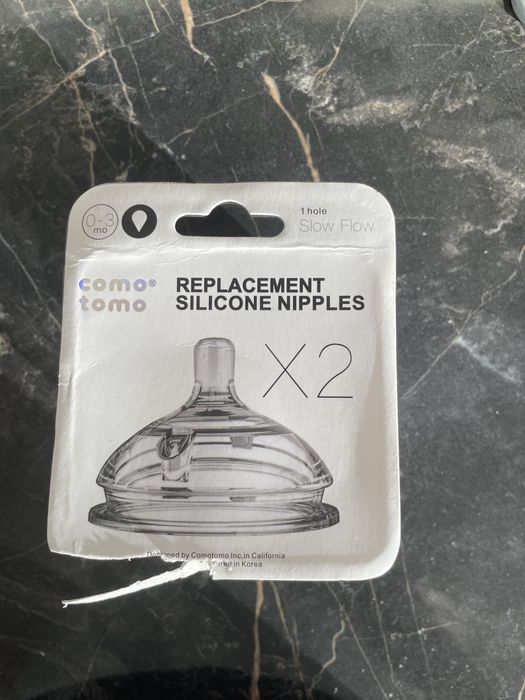 0-3
mo
1 hole
Slow Flow
como®
tomo
REPLACEMENT
SILICONE NIPPLES
X2
Designed by Comotomo Inc. in California
in Korea